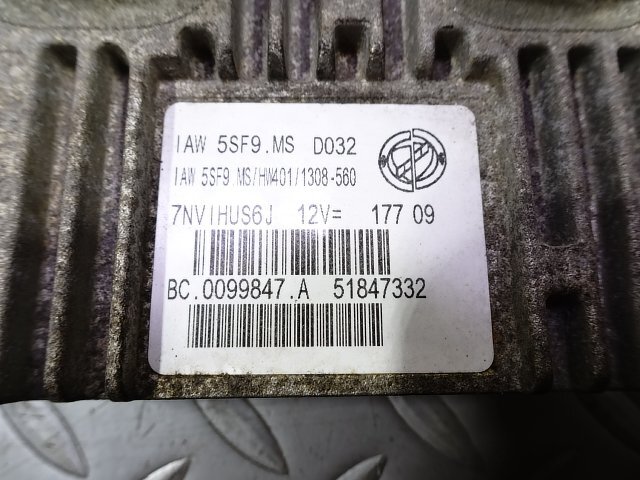 IAW 5SF9.MS D032
IAW 5SF9.MS/HW401/1308-560
7NVIHUS6J 12V= 177 09
BC.0099847.A 51847332